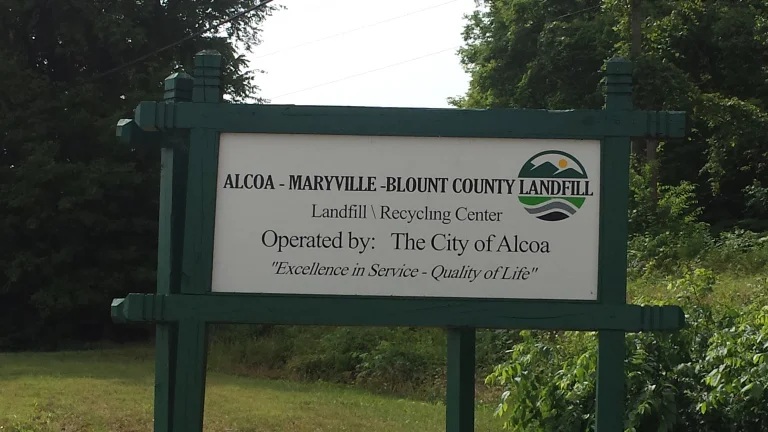 ALCOA - MARYVILLE -BLOUNT COUNTY LANDFILL
Landfill \ Recycling Center
Operated by: The City of Alcoa
"Excellence in Service - Quality of Life"